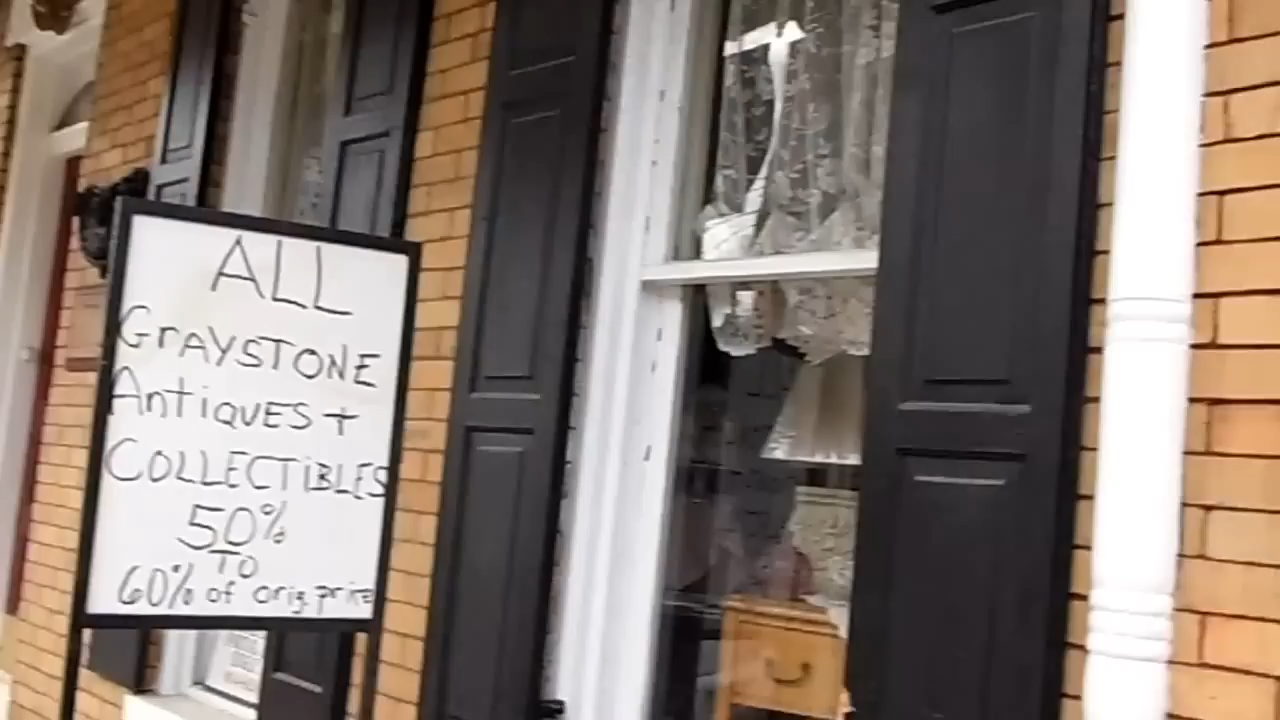 ALL
GrAYSTONE
AntiQUES +
COLLECTiBLES
50%
TO
60% of orig. price